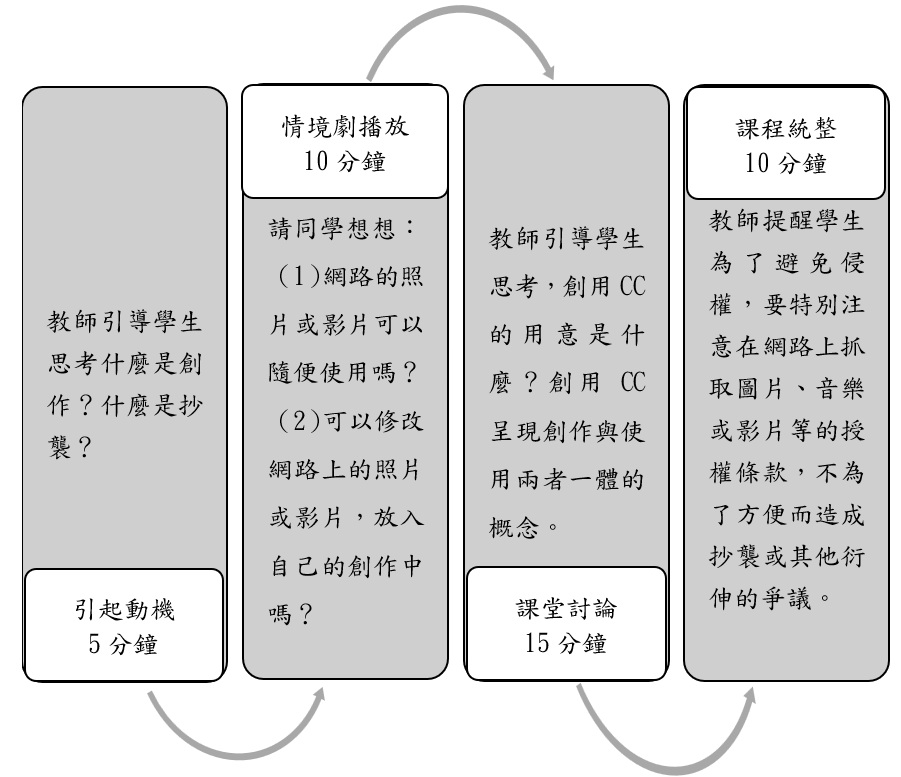 教師引導學生
思考什麼是創
作？什麼是抄
襲？
引起動機
5 分鐘
情境劇播放
10 分鐘
請同學想想：
(1)網路的照
片或影片可以
隨便使用嗎？
(2)可以修改
網路上的照片
或影片，放入
自己的創作中
嗎？
教師引導學生
思考，創用 CC
的用意是什
麼？創用 CC
呈現創作與使
用兩者一體的
概念。
課堂討論
15 分鐘
課程統整
10 分鐘
教師提醒學生
為了避免侵
權，要特別注
意在網路上抓
取圖片、音樂
或影片等的授
權條款，不為
了方便而造成
抄襲或其他衍
伸的爭議。